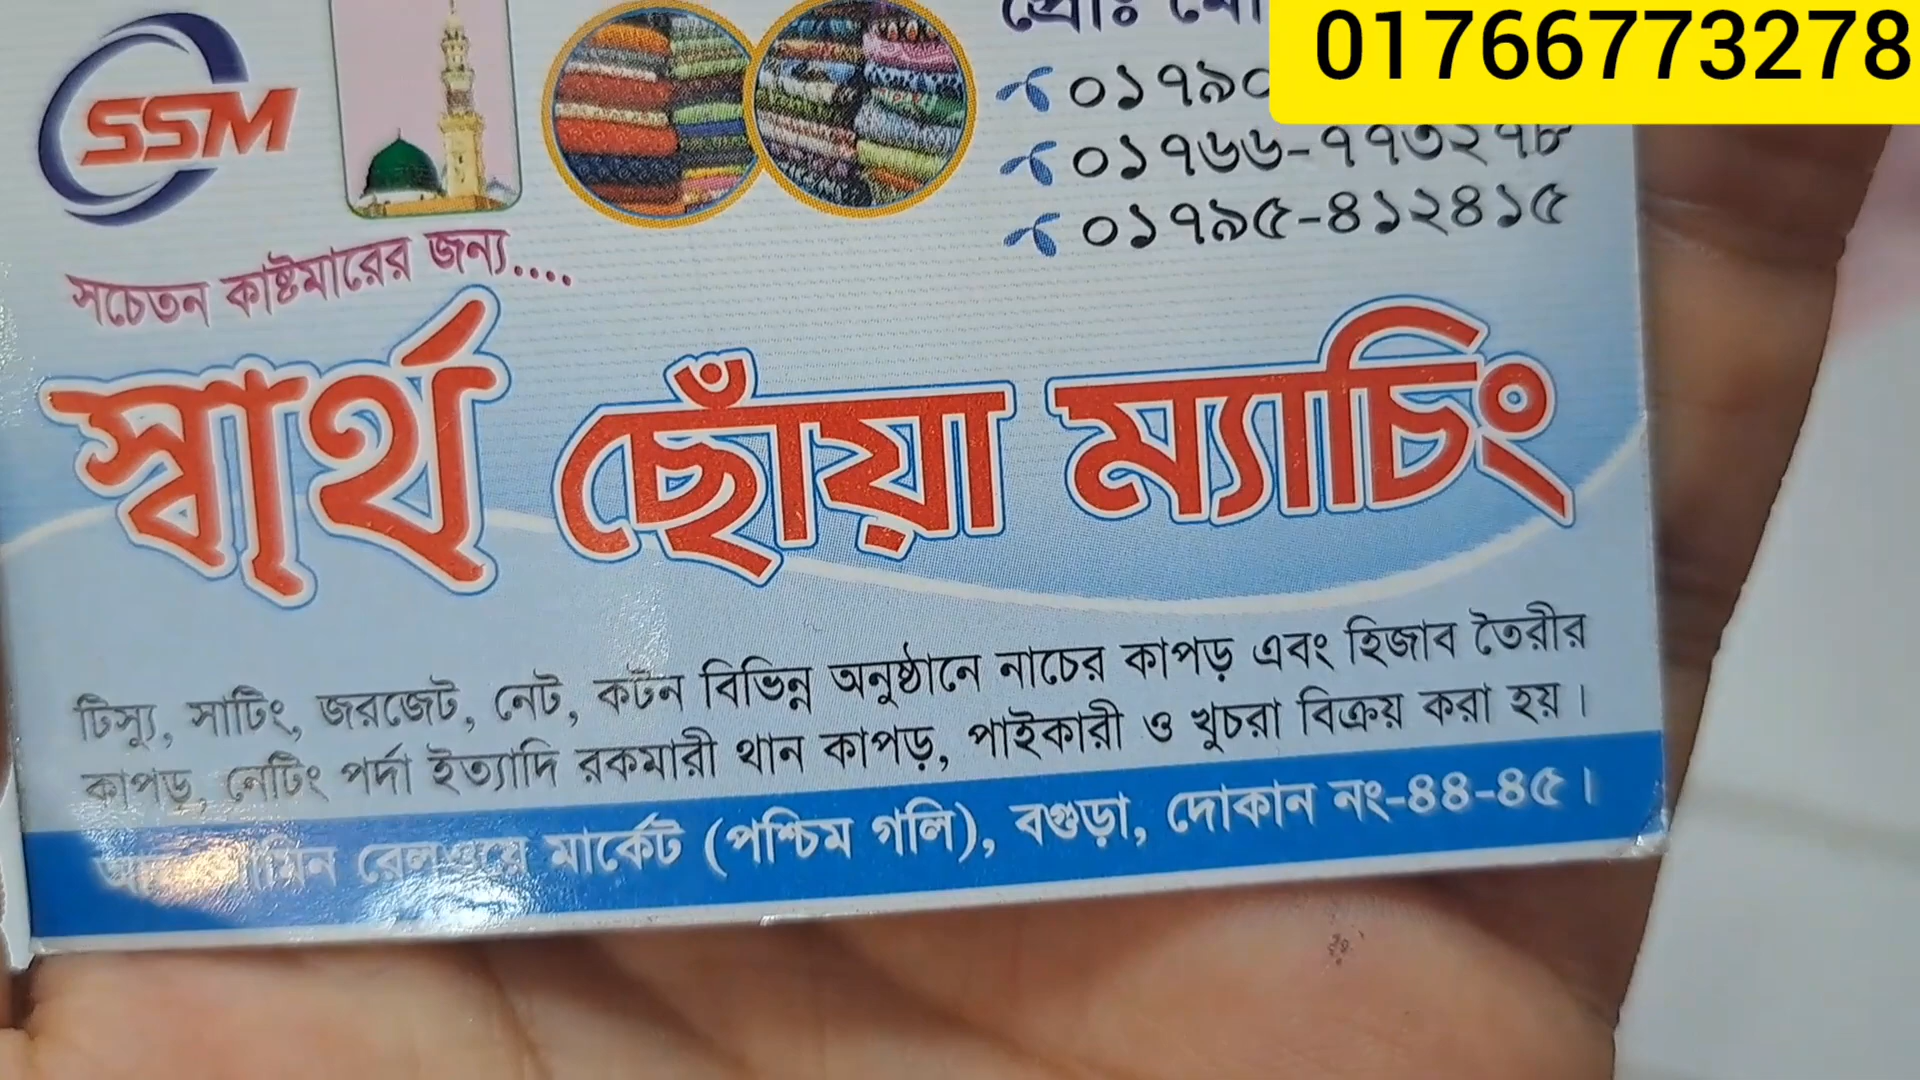 01766773278
SSM
প্রোঃ
০১৭৯০
০১৭৬৬-৭৭৩২৭৮
০১৭৯৫-৪১২৪১৫
সচেতন কাষ্টমারের জন্য....
স্বার্থ ছোঁয়া ম্যাচিং
টিস্যু, সাটিং, জরজেট, নেট, কটন বিভিন্ন অনুষ্ঠানে নাচের কাপড় এবং হিজাব তৈরীর
কাপড়, নেটিং পর্দা ইত্যাদি রকমারী থান কাপড়, পাইকারী ও খুচরা বিক্রয় করা হয়।
রেলওয়ে মার্কেট (পশ্চিম গলি), বগুড়া, দোকান নং-৪৪-৪৫।